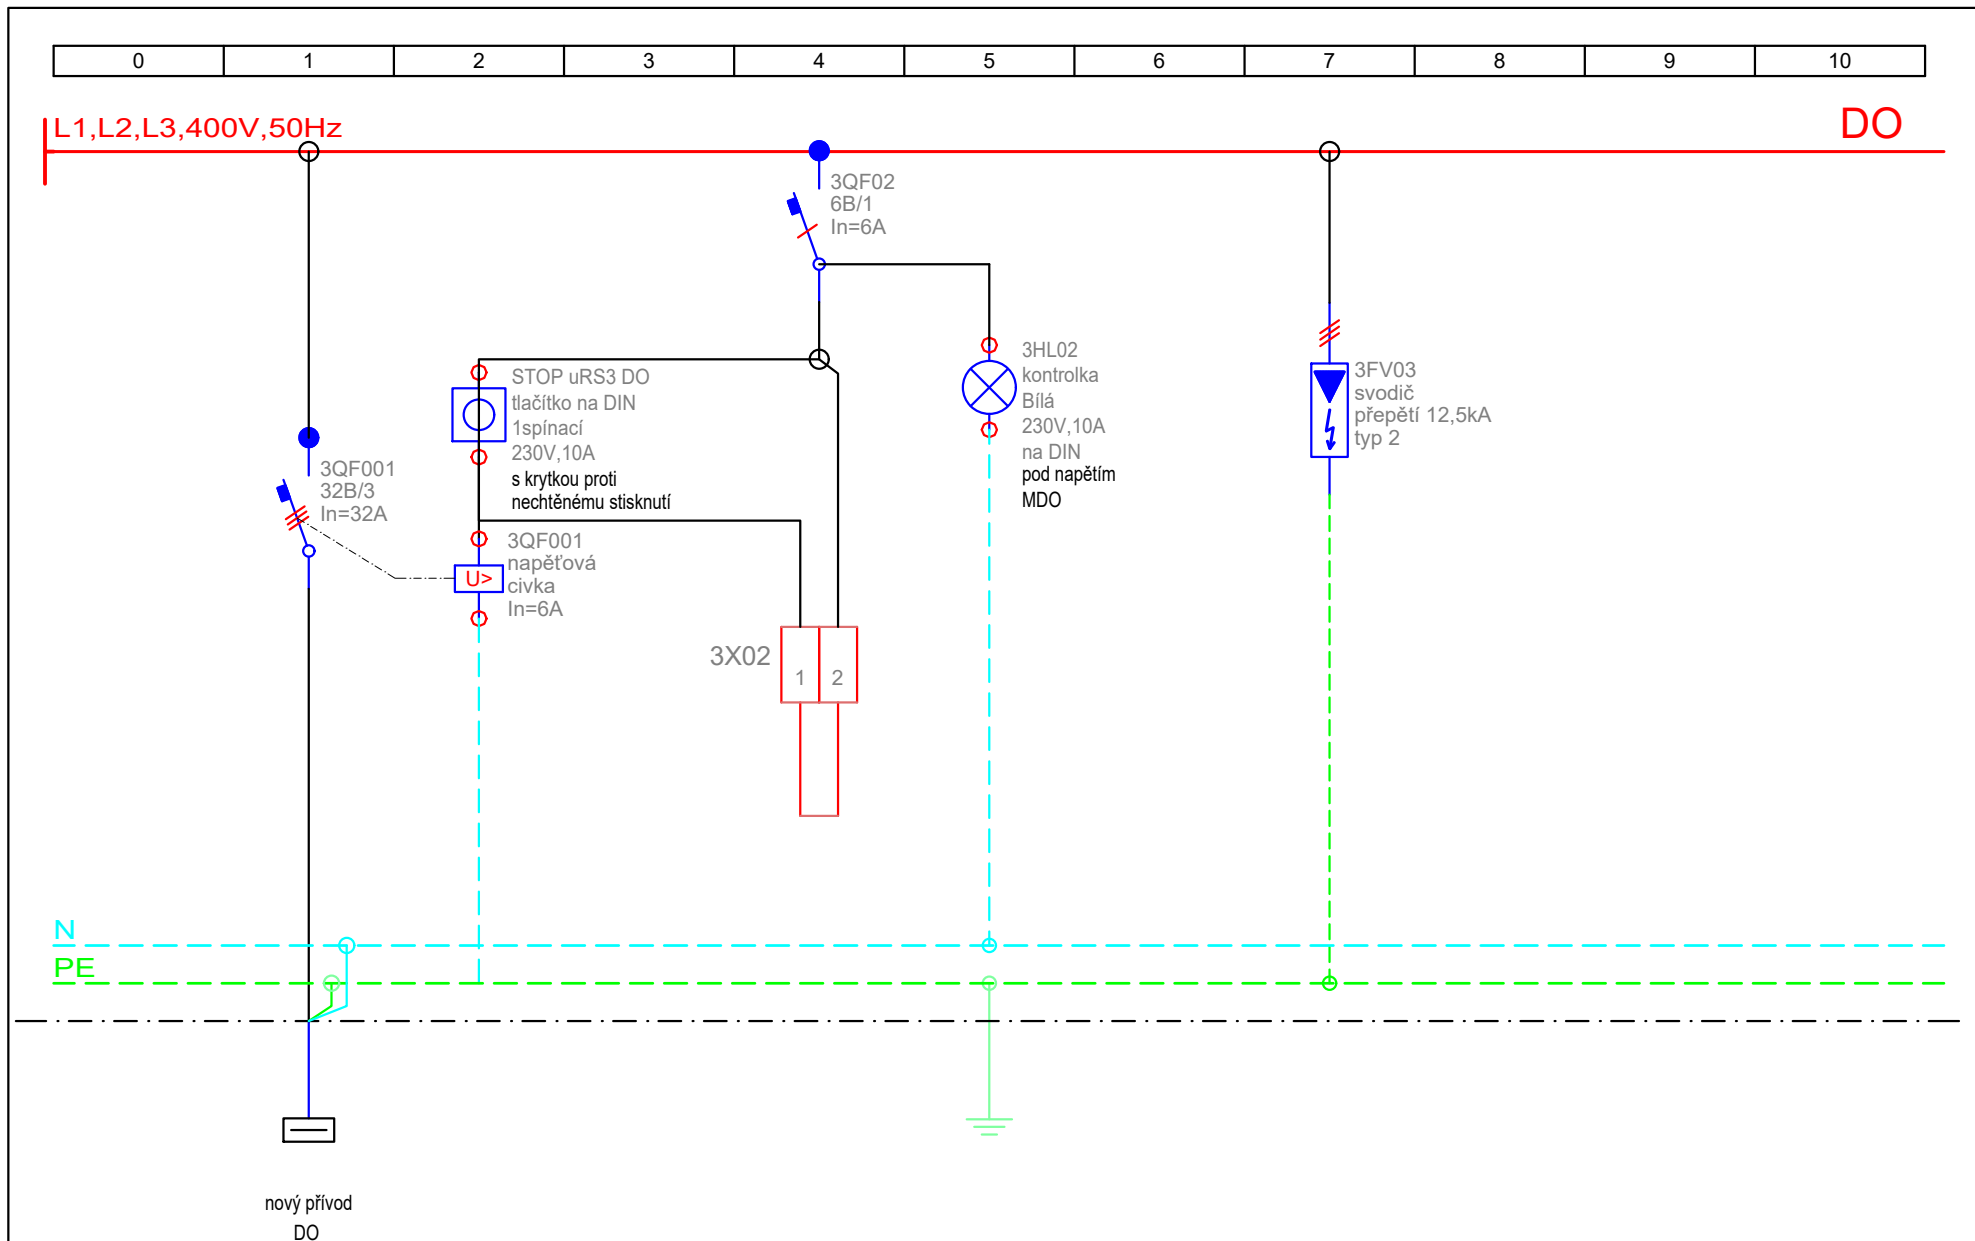 0 1 2 3 4 5 6 7 8 9 10
L1,L2,L3,400V,50Hz
DO
3QF02
6B/1
In=6A
3QF001
32B/3
In=32A
STOP uRS3 DO
tlačítko na DIN
1spínací
230V,10A
s krytkou proti
nechtěnému stisknutí
3QF001
napěťová
civka
In=6A
U>
3X02
1 2
3HL02
kontrolka
Bílá
230V,10A
na DIN
pod napětím
MDO
3FV03
svodič
přepětí 12,5kA
typ 2
N
PE
nový přívod
DO